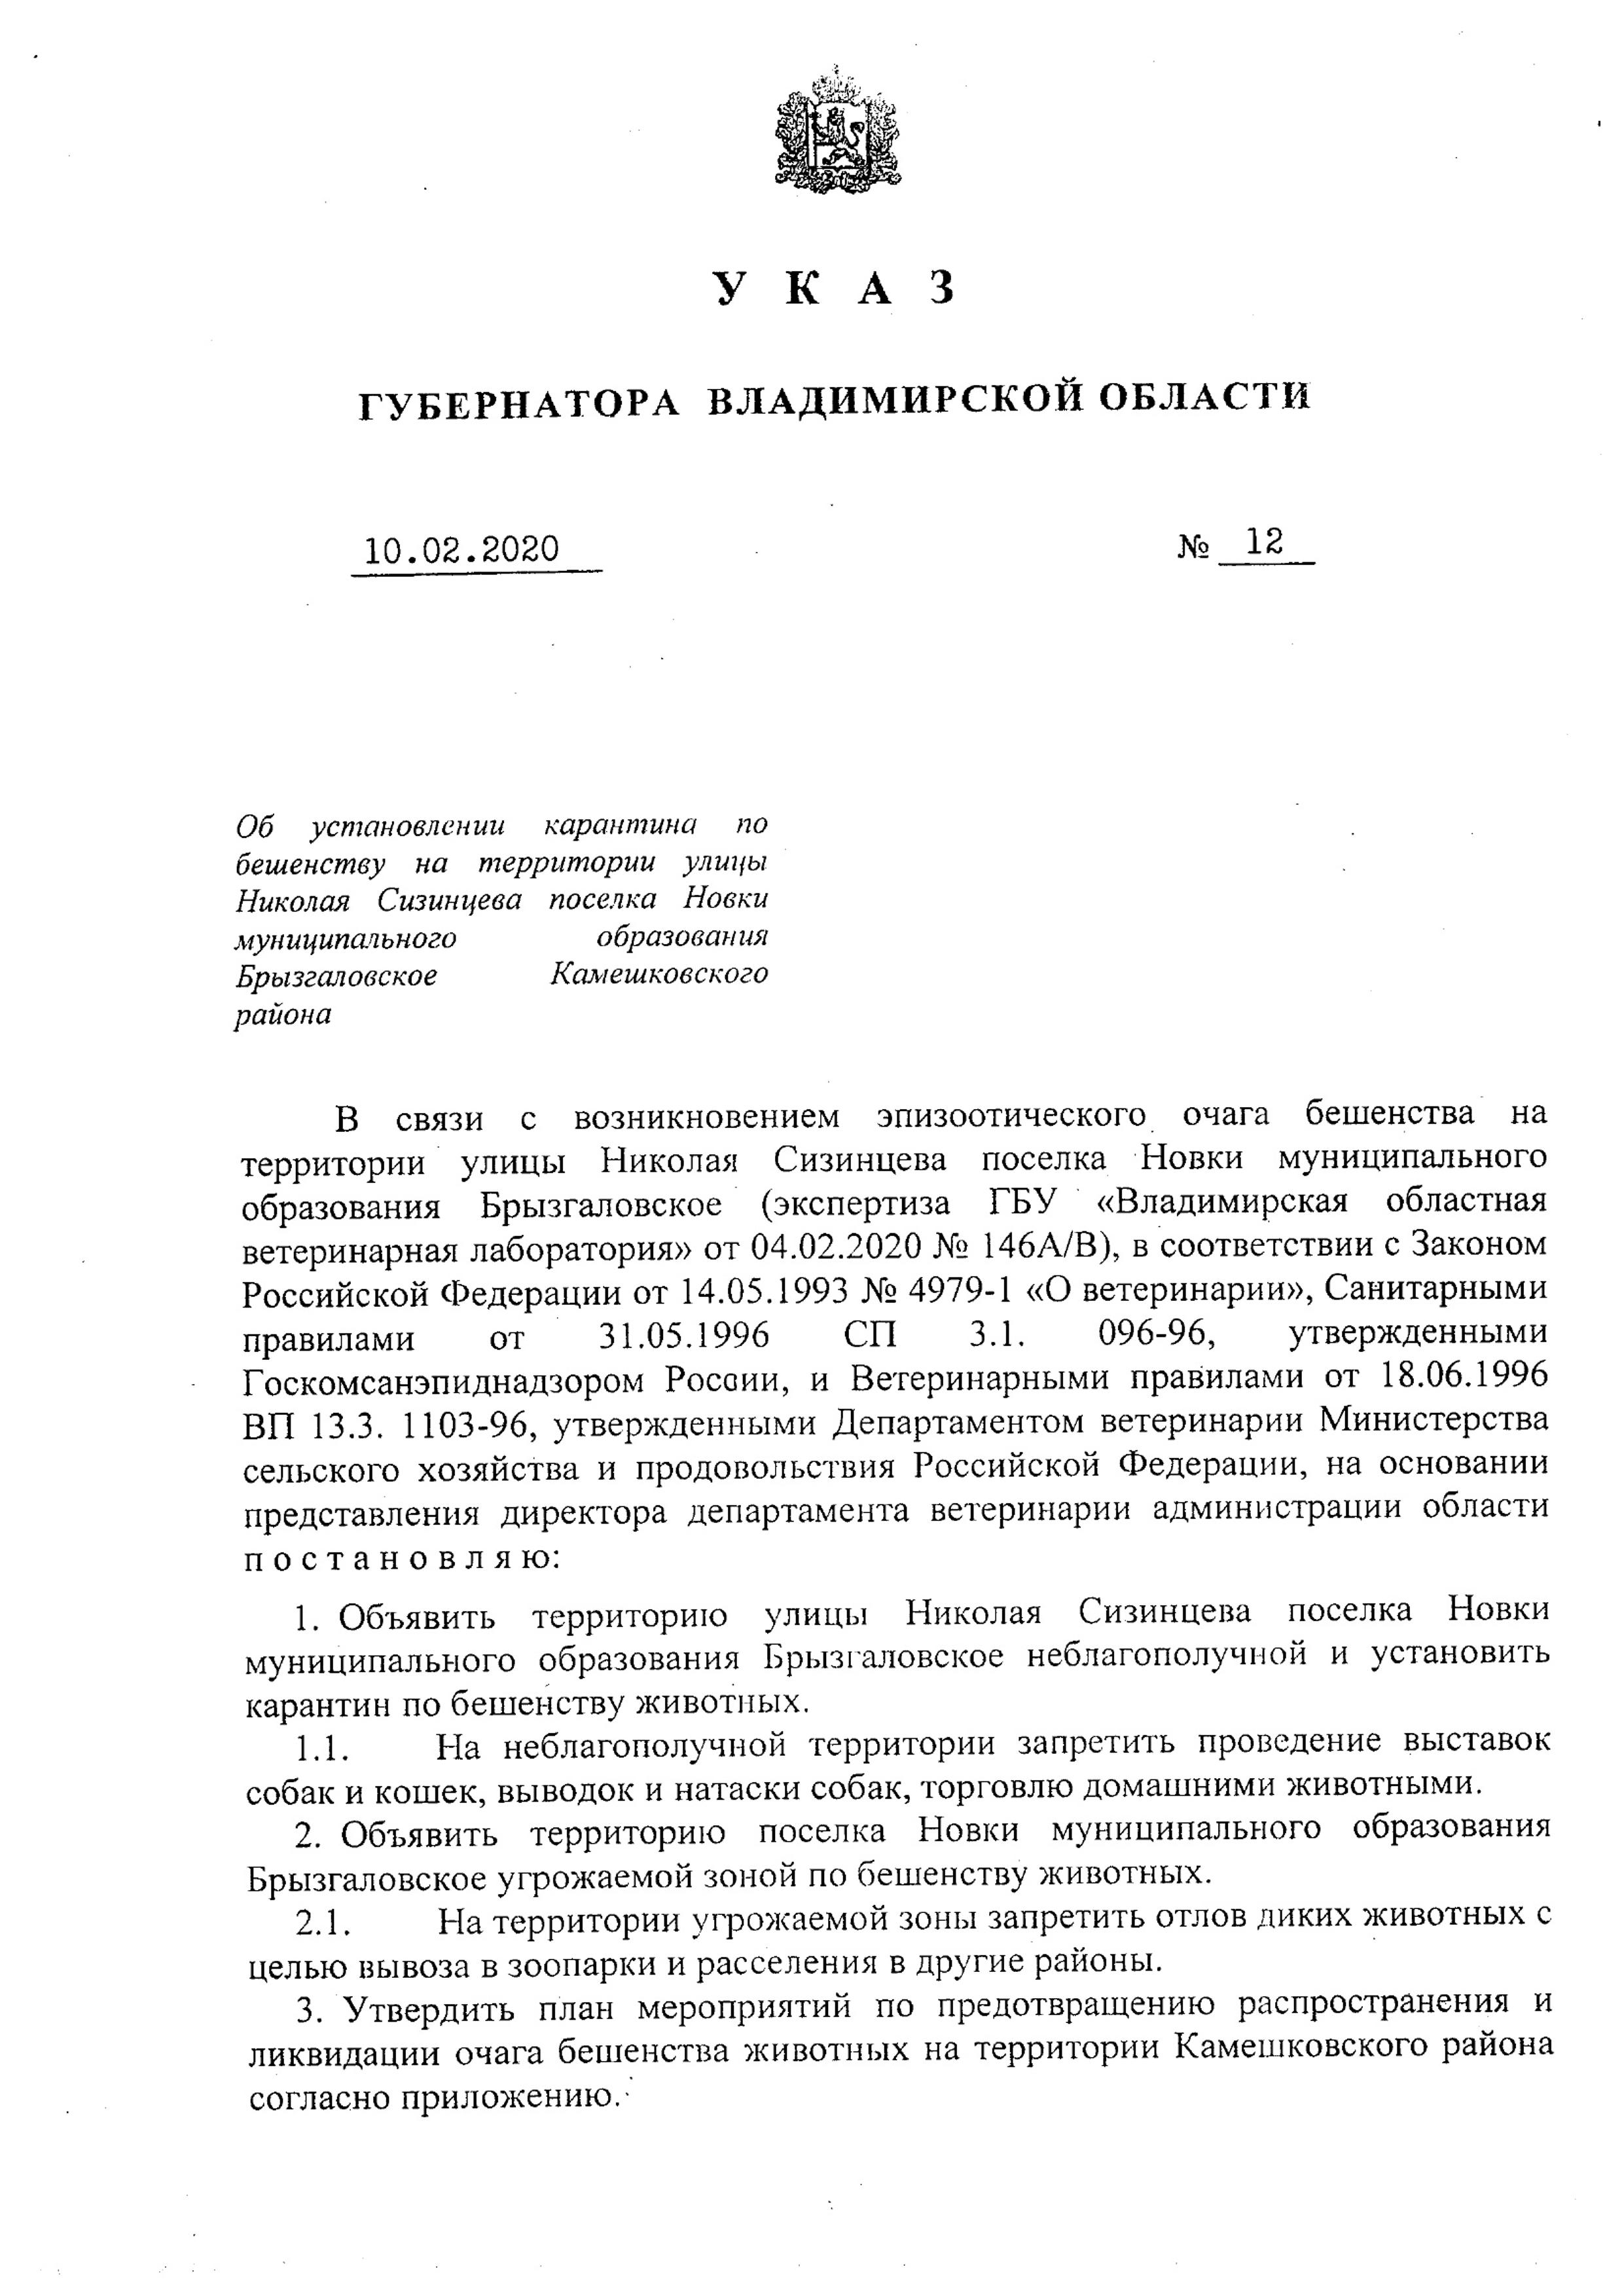 У К А З
ГУБЕРНАТОРА ВЛАДИМИРСКОЙ ОБЛАСТИ
10.02.2020 № 12
Об установлении карантина по
бешенству на территории улицы
Николая Сизинцева поселка Новки
муниципального образования
Брызгаловское Камешковского
района
В связи с возникновением эпизоотического очага бешенства на
территории улицы Николая Сизинцева поселка Новки муниципального
образования Брызгаловское (экспертиза ГБУ «Владимирская областная
ветеринарная лаборатория» от 04.02.2020 № 146А/В), в соответствии с Законом
Российской Федерации от 14.05.1993 № 4979-1 «О ветеринарии», Санитарными
правилами от 31.05.1996 СП 3.1. 096-96, утвержденными
Госкомсанэпиднадзором России, и Ветеринарными правилами от 18.06.1996
ВП 13.3. 1103-96, утвержденными Департаментом ветеринарии Министерства
сельского хозяйства и продовольствия Российской Федерации, на основании
представления директора департамента ветеринарии администрации области
п о с т а н о в л я ю:
1. Объявить территорию улицы Николая Сизинцева поселка Новки
муниципального образования Брызгаловское неблагополучной и установить
карантин по бешенству животных.
1.1. На неблагополучной территории запретить проведение выставок
собак и кошек, выводок и натаски собак, торговлю домашними животными.
2. Объявить территорию поселка Новки муниципального образования
Брызгаловское угрожаемой зоной по бешенству животных.
2.1. На территории угрожаемой зоны запретить отлов диких животных с
целью вывоза в зоопарки и расселения в другие районы.
3. Утвердить план мероприятий по предотвращению распространения и
ликвидации очага бешенства животных на территории Камешковского района
согласно приложению.